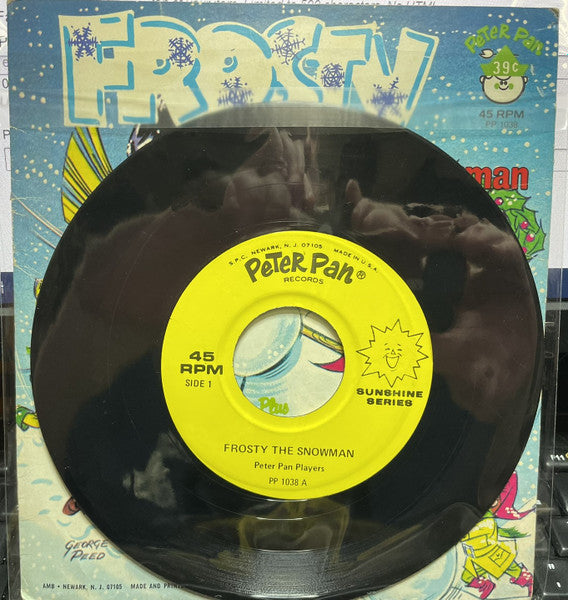 FROSTY
Peter Pan
39¢
45 RPM
PP 1038
man
S.P.C. NEWARK, N. J. 07105 MADE IN U.S.A.
Peter Pan®
RECORDS
45
RPM
SIDE 1
SUNSHINE
SERIES
Plus
FROSTY THE SNOWMAN
Peter Pan Players
PP 1038 A
GEORGE
PEED
AMB • NEWARK, N. J. 07105 MADE AND